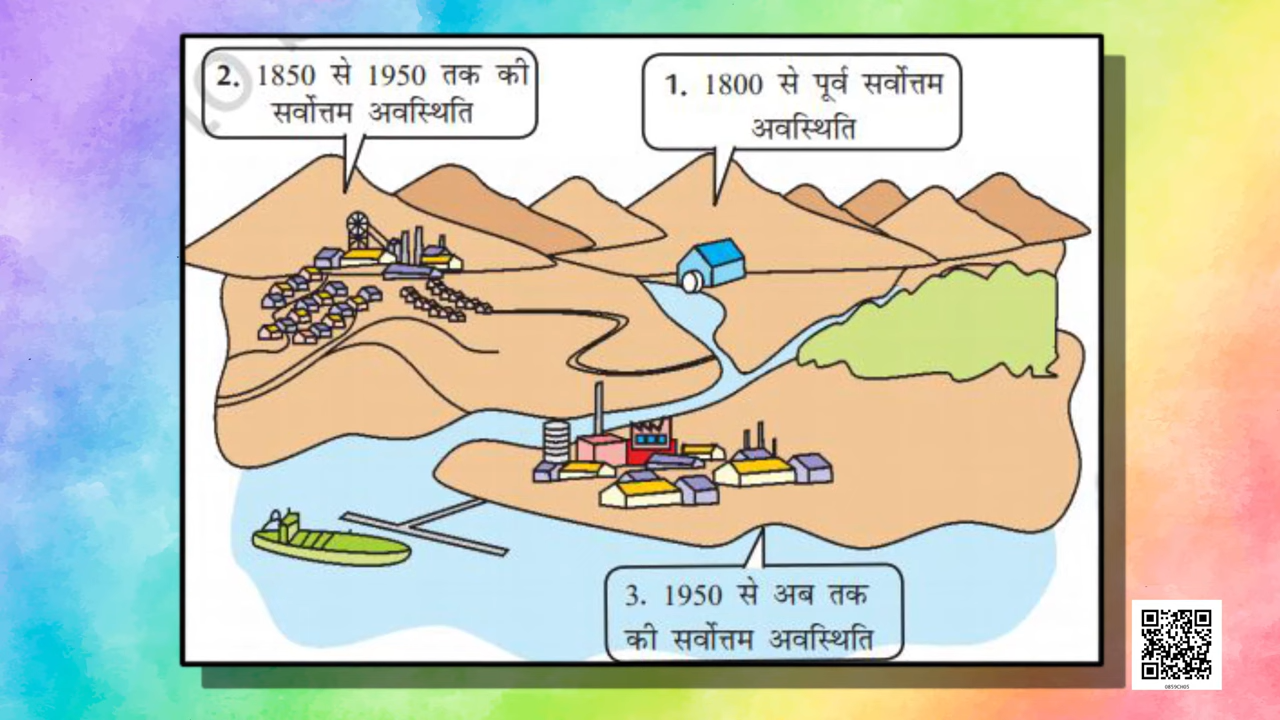 2. 1850 से 1950 तक की
सर्वोत्तम अवस्थिति
1. 1800 से पूर्व सर्वोत्तम
अवस्थिति
3. 1950 से अब तक
की सर्वोत्तम अवस्थिति
0859CH05